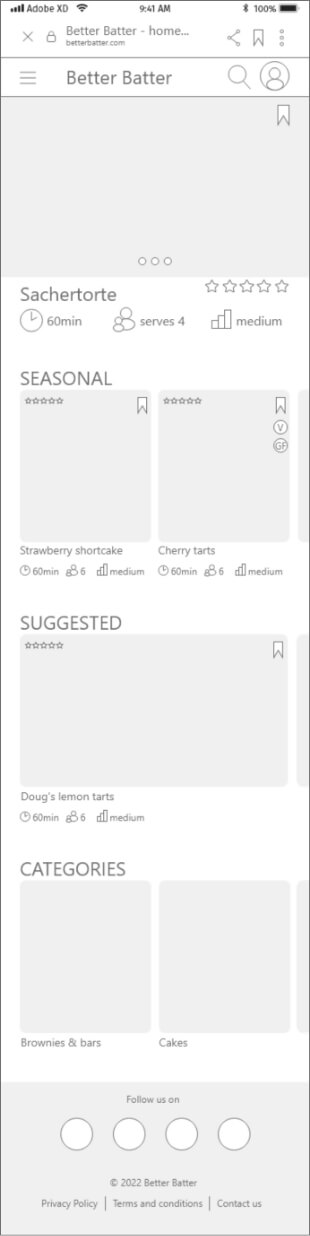 Adobe XD 9:41 AM 100%
Better Batter - home...
betterbatter.com
Better Batter
Sachertorte
60min serves 4 medium
SEASONAL
V
GF
Strawberry shortcake Cherry tarts
60min 6 medium 60min 6 medium
SUGGESTED
Doug's lemon tarts
60min 6 medium
CATEGORIES
Brownies & bars Cakes
Follow us on
© 2022 Better Batter
Privacy Policy | Terms and conditions | Contact us